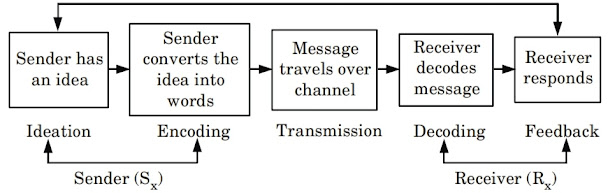 Sender has
an idea
Sender
converts the
idea into
words
Message
travels over
channel
Receiver
decodes
message
Receiver
responds
Ideation
Encoding
Transmission
Decoding
Feedback
Sender (Sx)
Receiver (Rx)